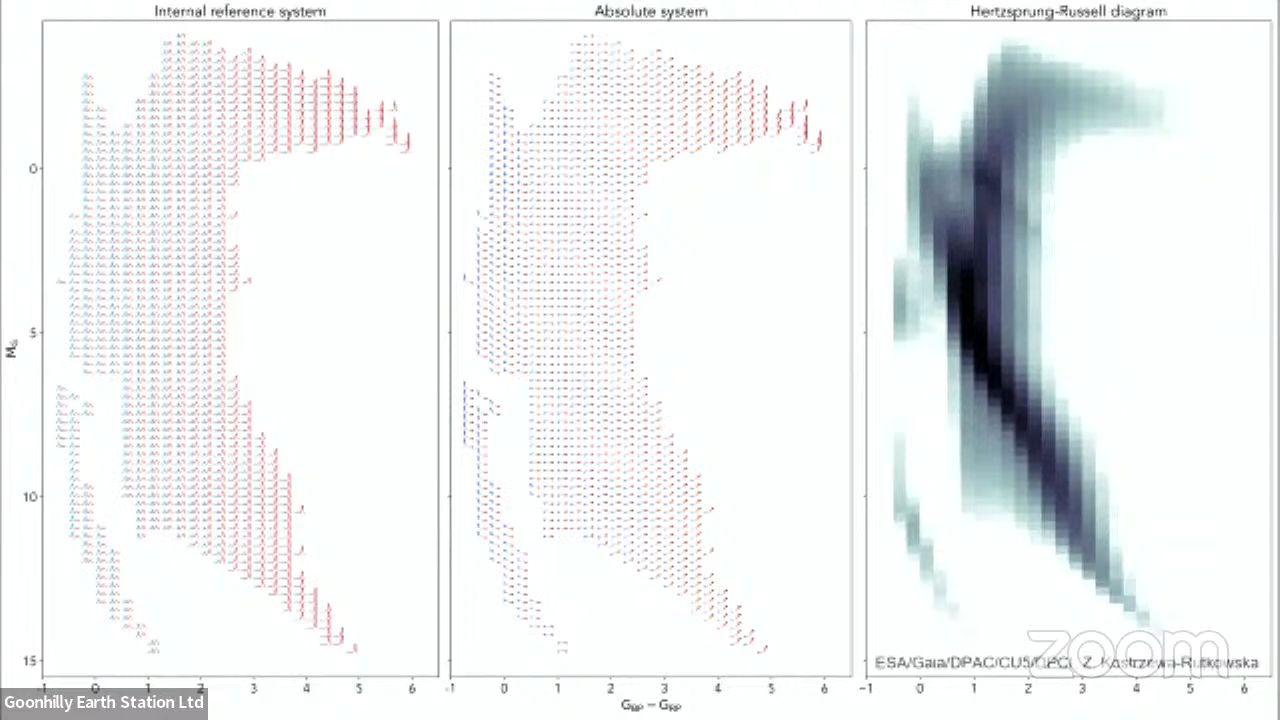 Internal reference system
Absolute system
Hertzsprung-Russell diagram
0
5
10
15
M_G
-1 0 1 2 3 4 5 6
-1 0 1 2 3 4 5 6
-1 0 1 2 3 4 5 6
G_BP − G_RP
zoom
ESA/Gaia/DPAC/CU5/DPCI, Z. Kostrzewa-Rutkowska
Goonhilly Earth Station Ltd